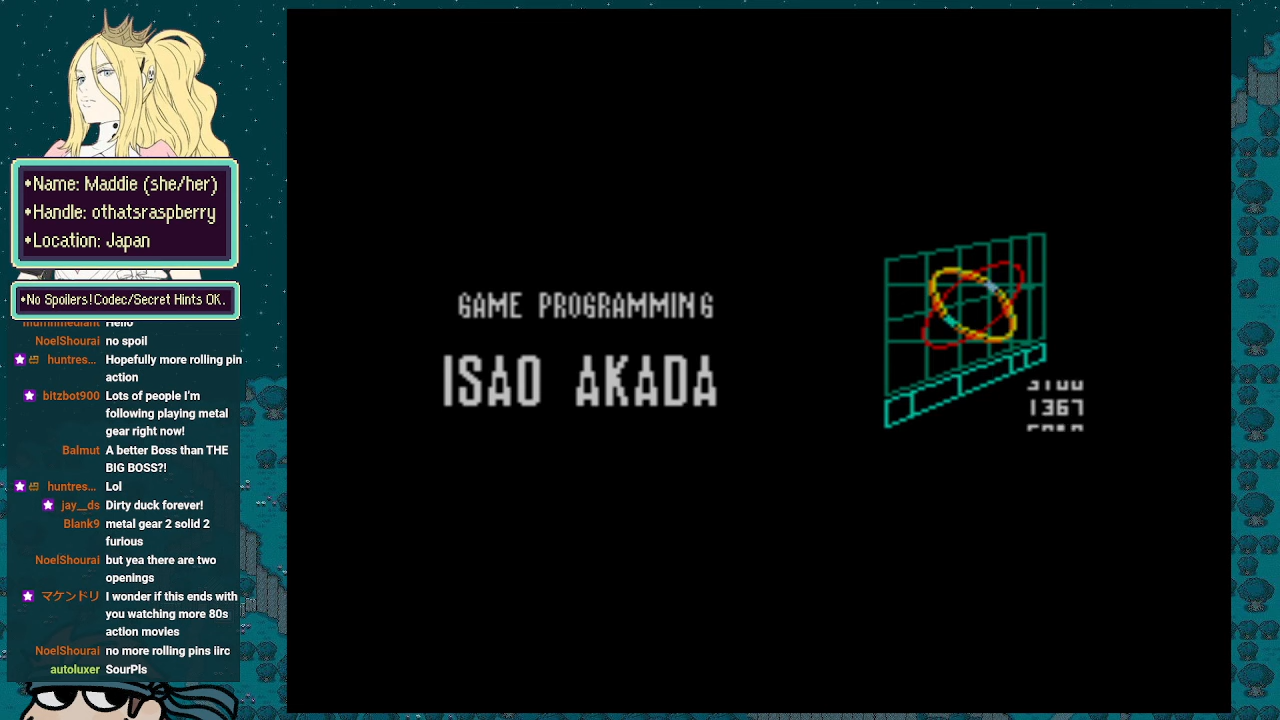 *Name: Maddie (she/her)
*Handle: othatsraspberry
*Location: Japan
*No Spoilers!Codec/Secret Hints OK.
Hello
NoelShourai no spoil
huntres... Hopefully more rolling pin
action
bitzbot900 Lots of people I'm
following playing metal
gear right now!
Balmut A better Boss than THE
BIG BOSS?!
huntres... Lol
jay__ds Dirty duck forever!
Blank9 metal gear 2 solid 2
furious
NoelShourai but yea there are two
openings
マケンドリ I wonder if this ends with
you watching more 80s
action movies
NoelShourai no more rolling pins iirc
autoluxer SourPls
GAME PROGRAMMING
ISAO AKADA
3100
1367